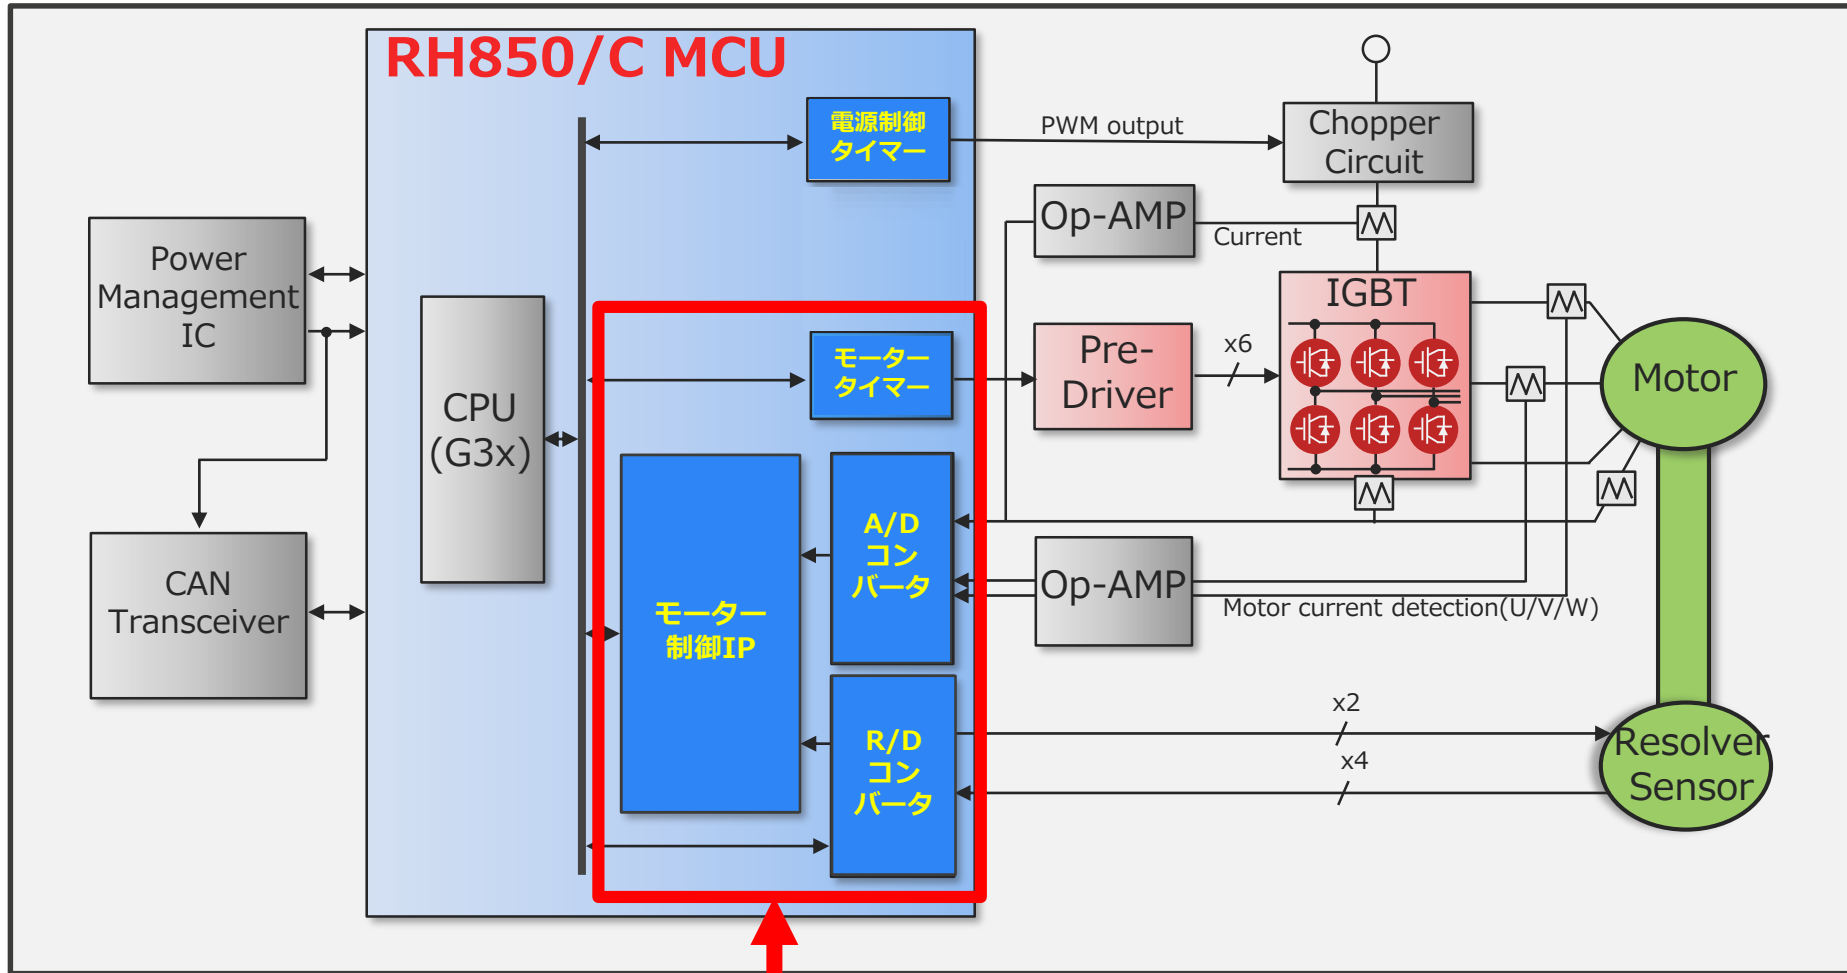 RH850/C MCU
電源制御
タイマー
PWM output
Chopper
Circuit
Op-AMP
Current
Power
Management
IC
IGBT
CPU
(G3x)
モーター
タイマー
Pre-
Driver
x6
Motor
A/D
コン
バータ
モーター
制御IP
Op-AMP
Motor current detection(U/V/W)
CAN
Transceiver
R/D
コン
バータ
x2
x4
Resolver
Sensor